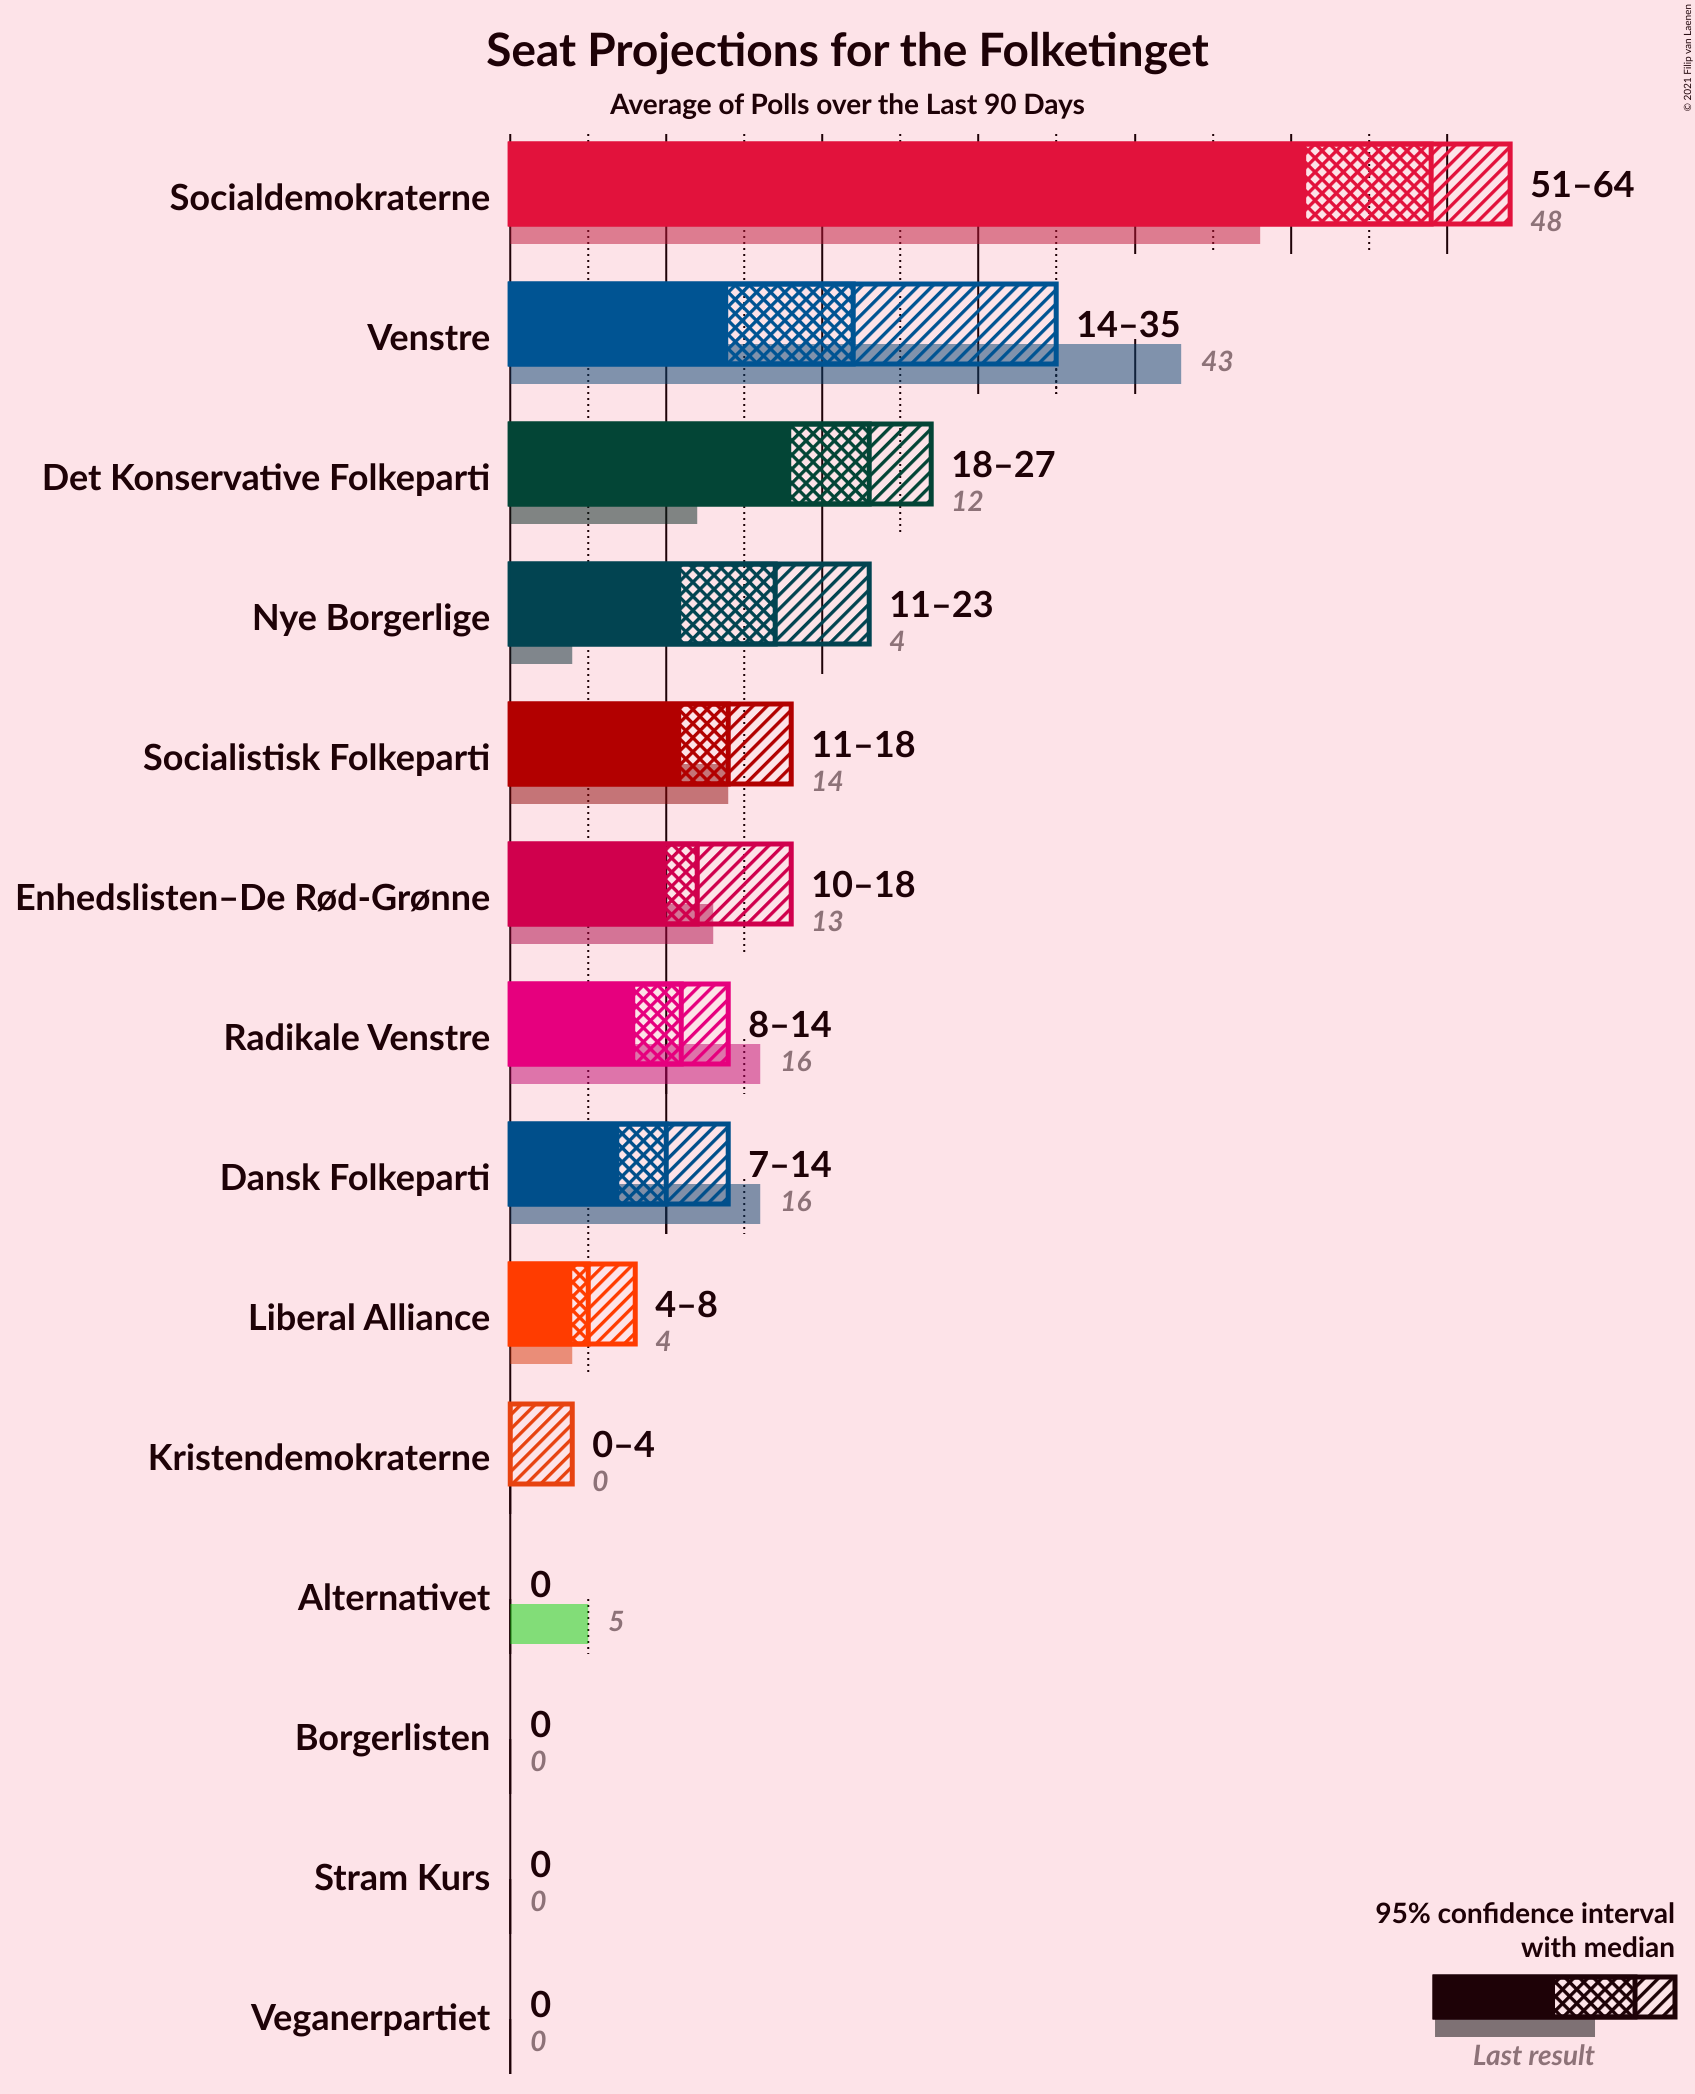 Seat Projections for the Folketinget
Average of Polls over the Last 90 Days
© 2021 Filip van Laenen
Socialdemokraterne
51–64
48
Venstre
14–35
43
Det Konservative Folkeparti
18–27
12
Nye Borgerlige
11–23
4
Socialistisk Folkeparti
11–18
14
Enhedslisten–De Rød-Grønne
10–18
13
Radikale Venstre
8–14
16
Dansk Folkeparti
7–14
16
Liberal Alliance
4–8
4
Kristendemokraterne
0–4
0
Alternativet
0
5
Borgerlisten
0
0
Stram Kurs
0
0
Veganerpartiet
0
0
95% confidence interval
with median
Last result